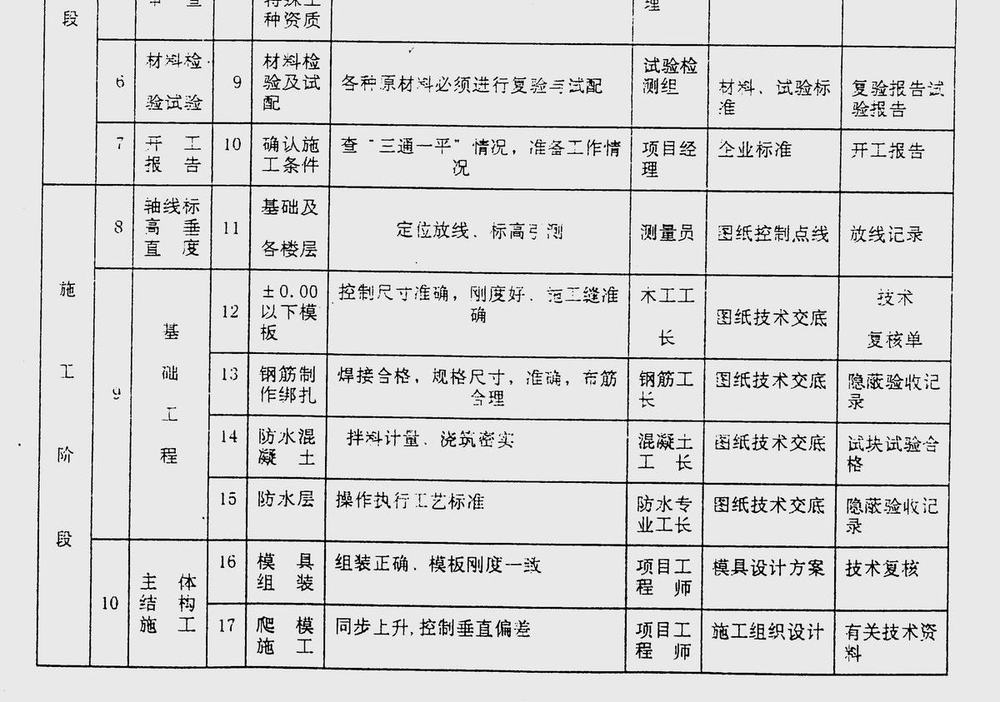 段
种资质
理
6
材料检
验试验
9
材料检
验及试
配
各种原材料必须进行复验与试配
试验检
测组
材料、试验标
准
复验报告试
验报告
7
开 工
报 告
10
确认施
工条件
查“三通一平”情况，准备工作情
况
项目经
理
企业标准
开工报告
施
工
阶
段
8
轴线标
高 垂
直 度
11
基础及
各楼层
定位放线、标高引测
测量员
图纸控制点线
放线记录
9
基
础
工
程
12
±0.00
以下模
板
控制尺寸准确，刚度好、施工缝准
确
木工工
长
图纸技术交底
技术
复核单
13
钢筋制
作绑扎
焊接合格，规格尺寸，准确，布筋
合理
钢筋工
长
图纸技术交底
隐蔽验收记
录
14
防水混
凝 土
拌料计量、浇筑密实
混凝土
工 长
图纸技术交底
试块试验合
格
15
防水层
操作执行工艺标准
防水专
业工长
图纸技术交底
隐蔽验收记
录
10
主 体
结 构
施 工
16
模 具
组 装
组装正确、模板刚度一致
项目工
程 师
模具设计方案
技术复核
17
爬 模
施 工
同步上升,控制垂直偏差
项目工
程 师
施工组织设计
有关技术资
料